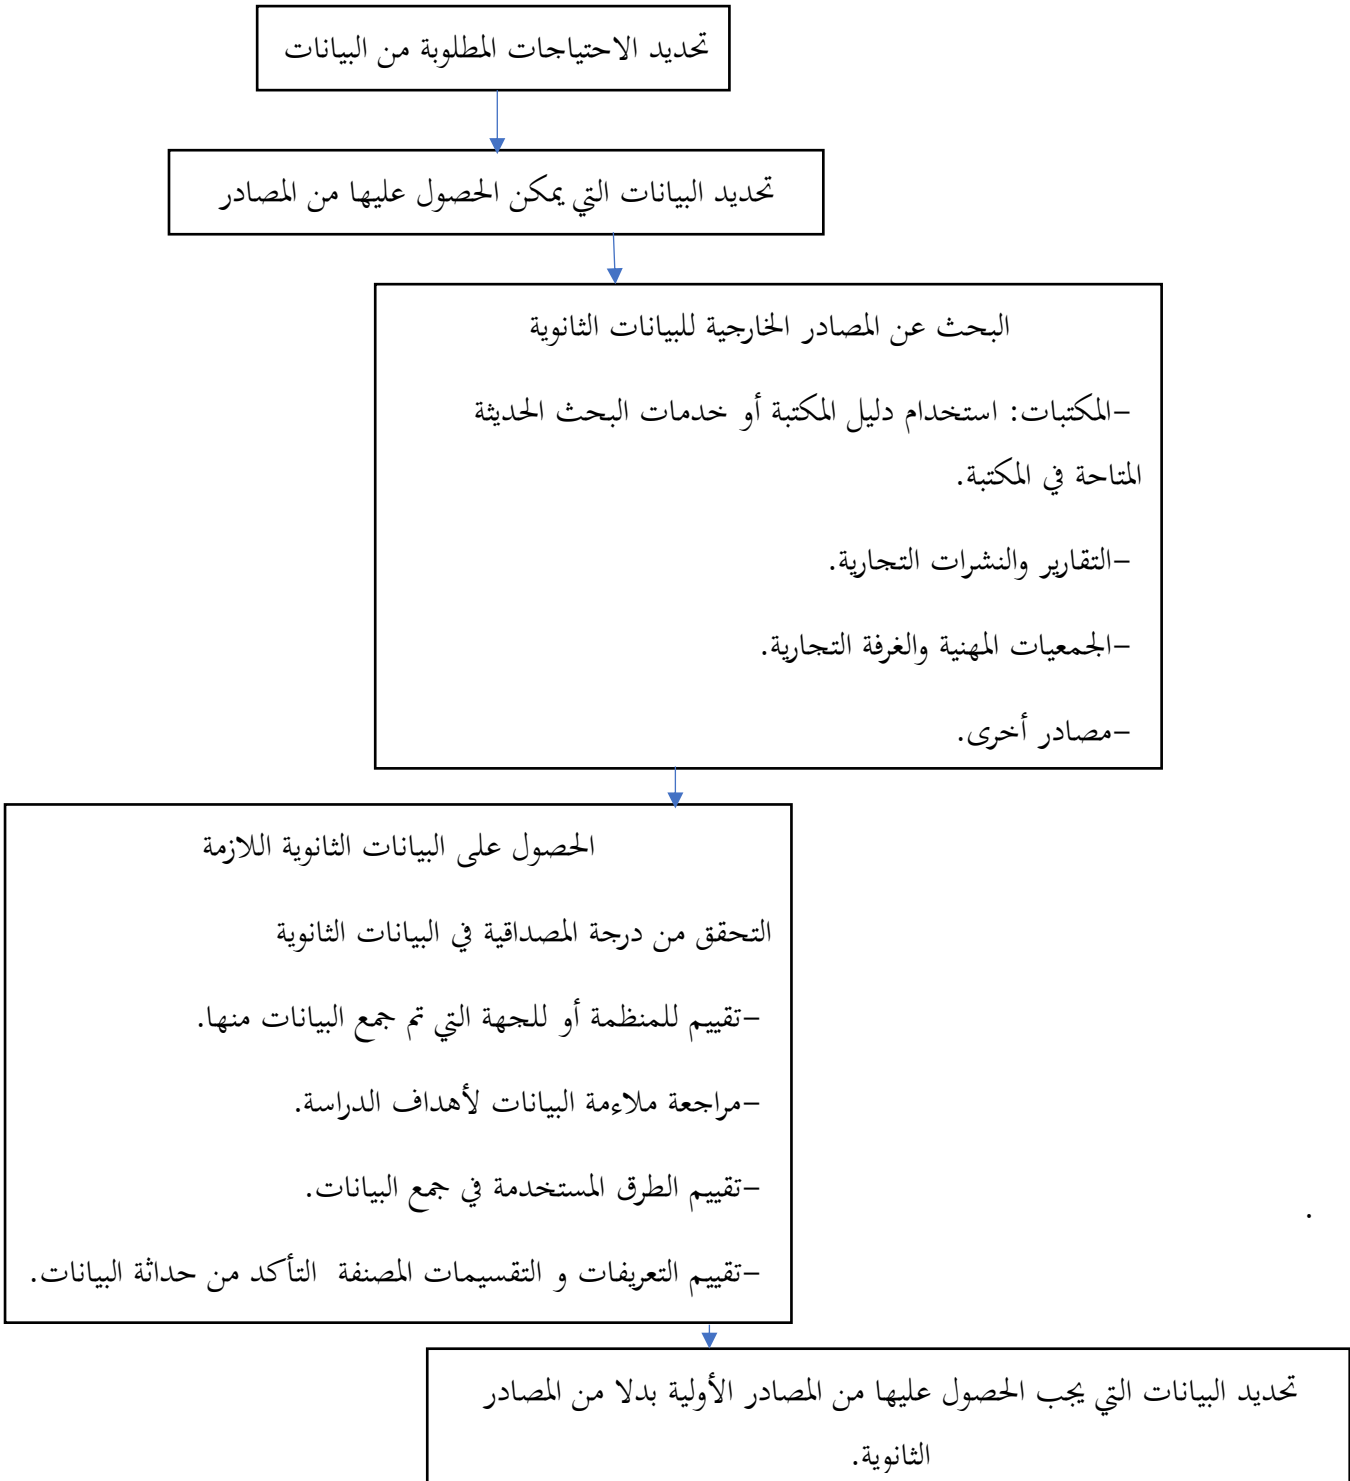 تحديد الاحتياجات المطلوبة من البيانات
تحديد البيانات التي يمكن الحصول عليها من المصادر
البحث عن المصادر الخارجية للبيانات الثانوية
-المكتبات: استخدام دليل المكتبة أو خدمات البحث الحديثة
المتاحة في المكتبة.
-التقارير والنشرات التجارية.
-الجمعيات المهنية والغرفة التجارية.
-مصادر أخرى.
الحصول على البيانات الثانوية اللازمة
التحقق من درجة المصداقية في البيانات الثانوية
-تقييم للمنظمة أو للجهة التي تم جمع البيانات منها.
-مراجعة ملاءمة البيانات لأهداف الدراسة.
-تقييم الطرق المستخدمة في جمع البيانات.
.
-تقييم التعريفات و التقسيمات المصنفة التأكد من حداثة البيانات.
تحديد البيانات التي يجب الحصول عليها من المصادر الأولية بدلا من المصادر
الثانوية.